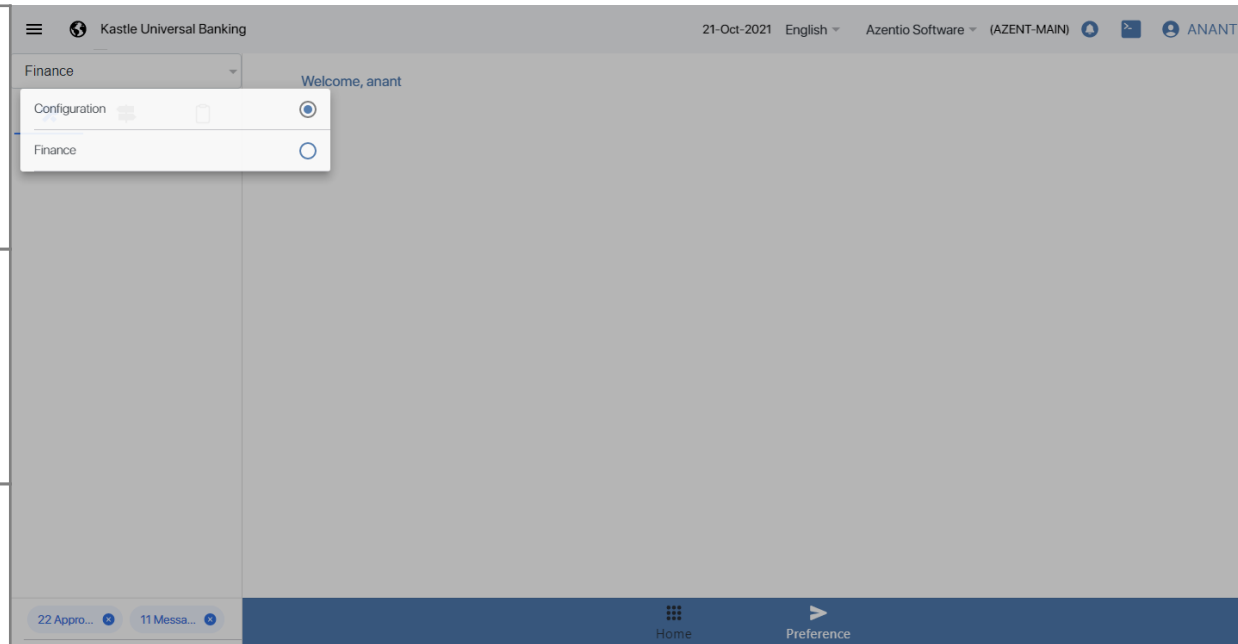 Kastle Universal Banking 21-Oct-2021 English Azentio Software (AZENT-MAIN) ANANT
Finance
Welcome, anant
Configuration
Finance
22 Appro... 11 Messa...
Home Preference